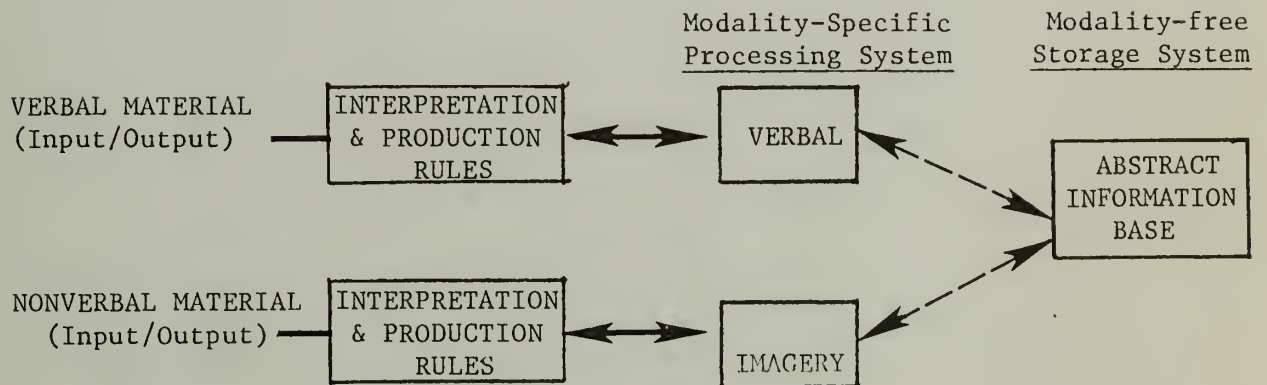 Modality-Specific
Processing System
Modality-free
Storage System
VERBAL MATERIAL
(Input/Output)
INTERPRETATION
& PRODUCTION
RULES
VERBAL
ABSTRACT
INFORMATION
BASE
NONVERBAL MATERIAL
(Input/Output)
INTERPRETATION
& PRODUCTION
RULES
IMAGERY